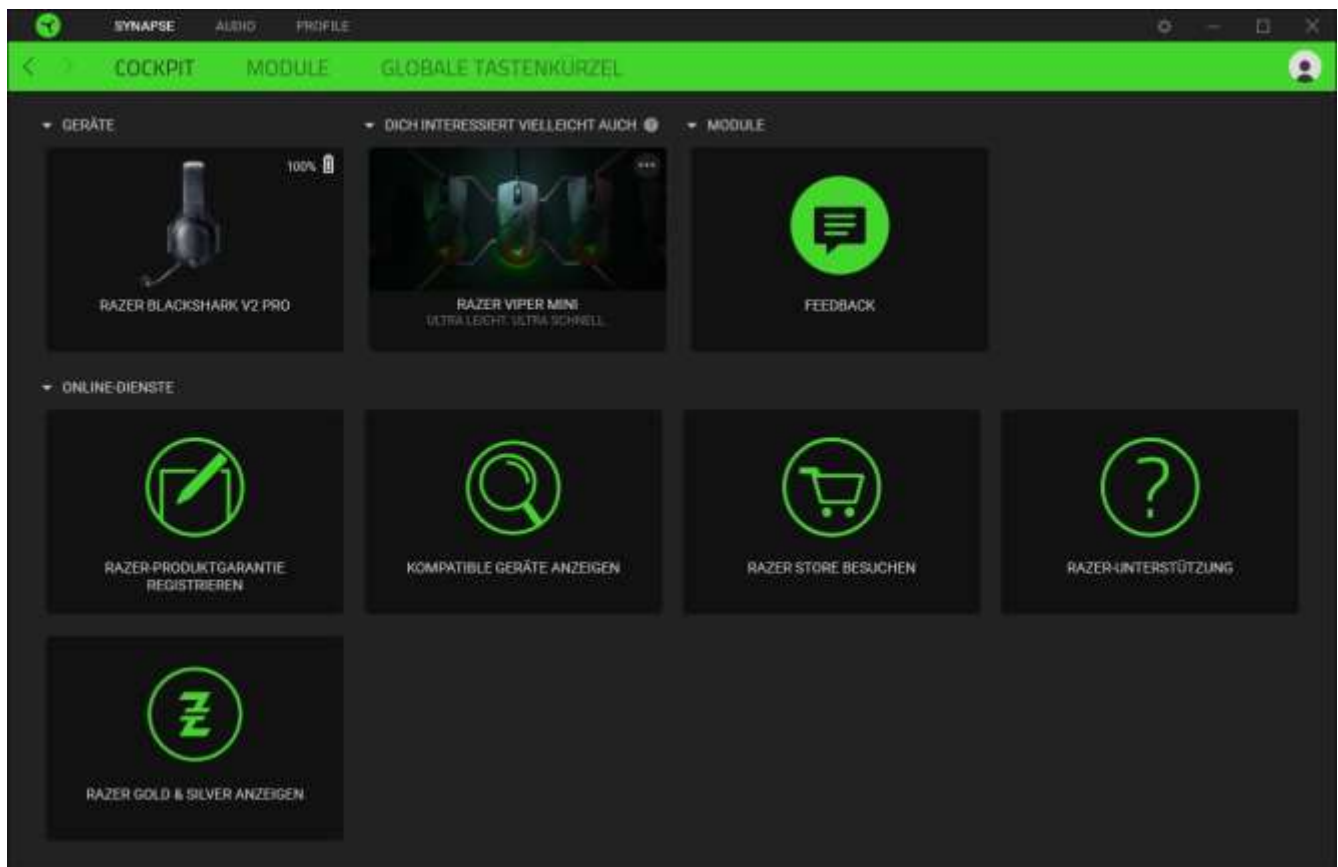 SYNAPSE
AUDIO
PROFILE
COCKPIT
MODULE
GLOBALE TASTENKÜRZEL
GERÄTE
DICH INTERESSIERT VIELLEICHT AUCH
MODULE
100%
RAZER BLACKSHARK V2 PRO
RAZER VIPER MINI
ULTRA LEICHT. ULTRA SCHNELL.
FEEDBACK
ONLINE-DIENSTE
RAZER-PRODUKTGARANTIE
REGISTRIEREN
KOMPATIBLE GERÄTE ANZEIGEN
RAZER STORE BESUCHEN
RAZER-UNTERSTÜTZUNG
RAZER GOLD & SILVER ANZEIGEN